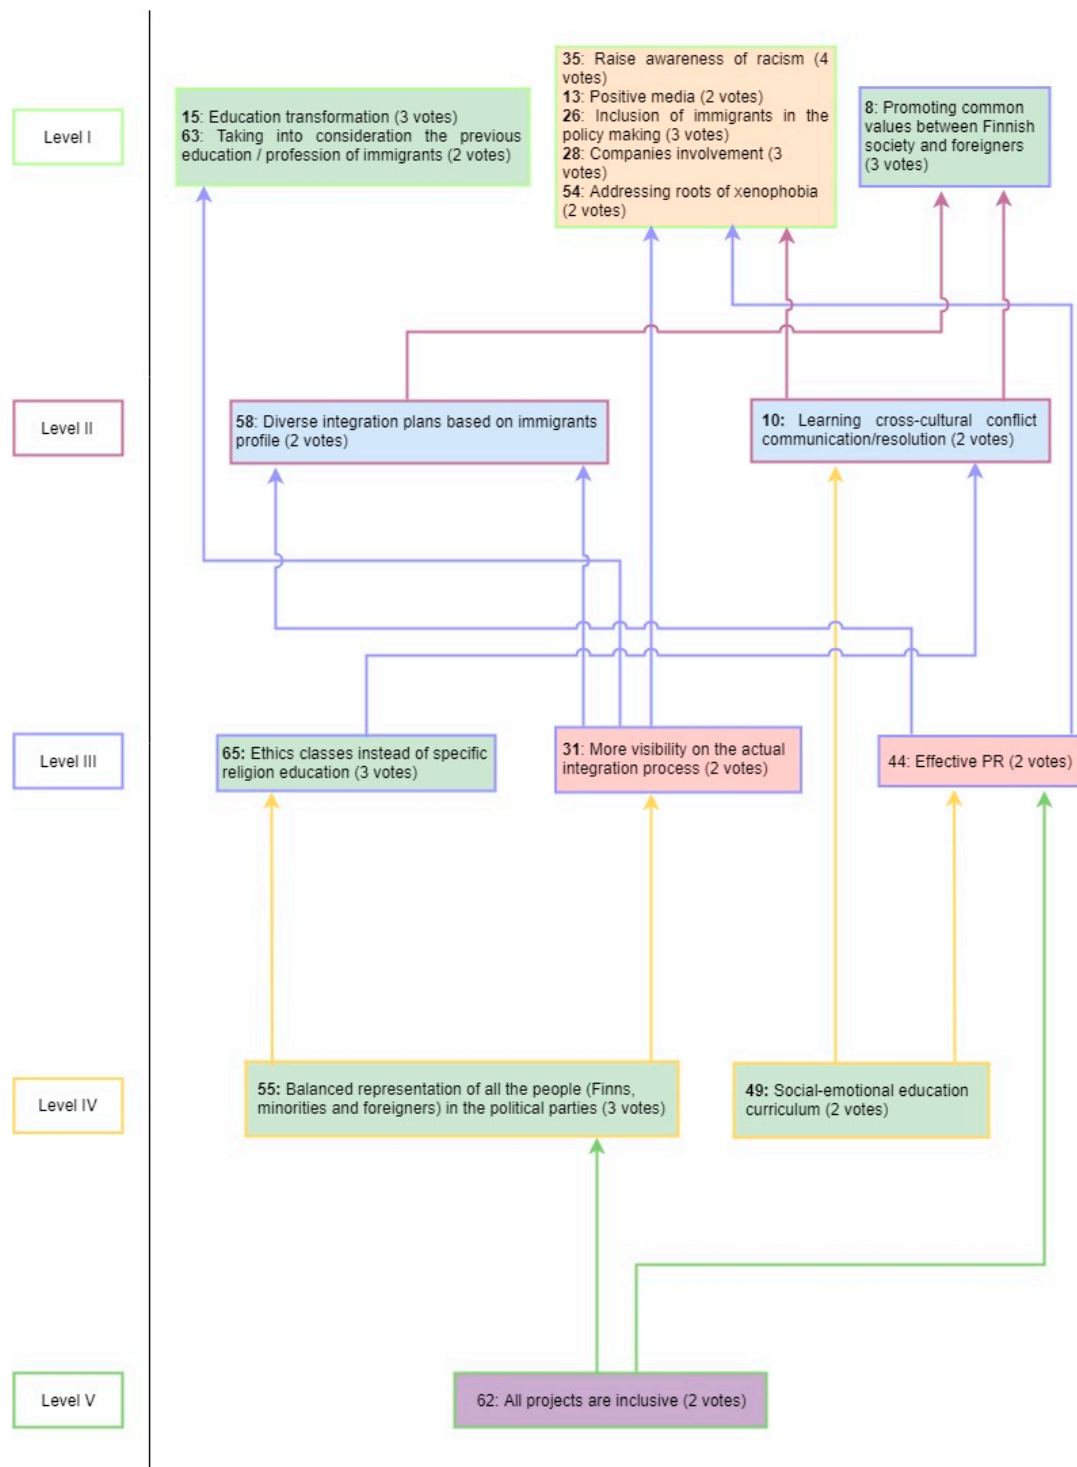 35: Raise awareness of racism (4
votes)
13: Positive media (2 votes)
26: Inclusion of immigrants in the
policy making (3 votes)
28: Companies involvement (3
votes)
54: Addressing roots of xenophobia
(2 votes)
Level I
15: Education transformation (3 votes)
63: Taking into consideration the previous
education / profession of immigrants (2 votes)
8: Promoting common
values between Finnish
society and foreigners
(3 votes)
Level II
58: Diverse integration plans based on immigrants
profile (2 votes)
10: Learning cross-cultural conflict
communication/resolution (2 votes)
Level III
65: Ethics classes instead of specific
religion education (3 votes)
31: More visibility on the actual
integration process (2 votes)
44: Effective PR (2 votes)
Level IV
55: Balanced representation of all the people (Finns,
minorities and foreigners) in the political parties (3 votes)
49: Social-emotional education
curriculum (2 votes)
Level V
62: All projects are inclusive (2 votes)